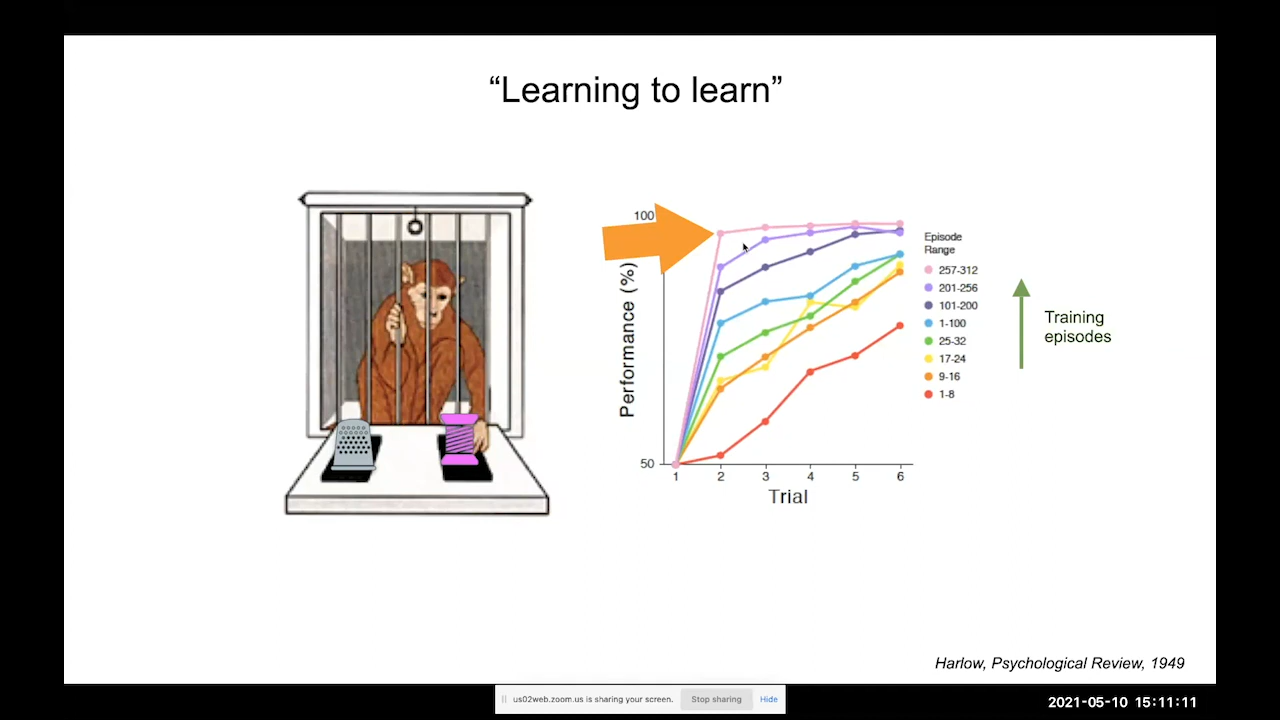 “Learning to learn”
100
Performance (%)
50
1 2 3 4 5 6
Trial
Episode
Range
257-312
201-256
101-200
1-100
25-32
17-24
9-16
1-8
Training
episodes
Harlow, Psychological Review, 1949
us02web.zoom.us is sharing your screen. Stop sharing Hide
2021-05-10 15:11:11